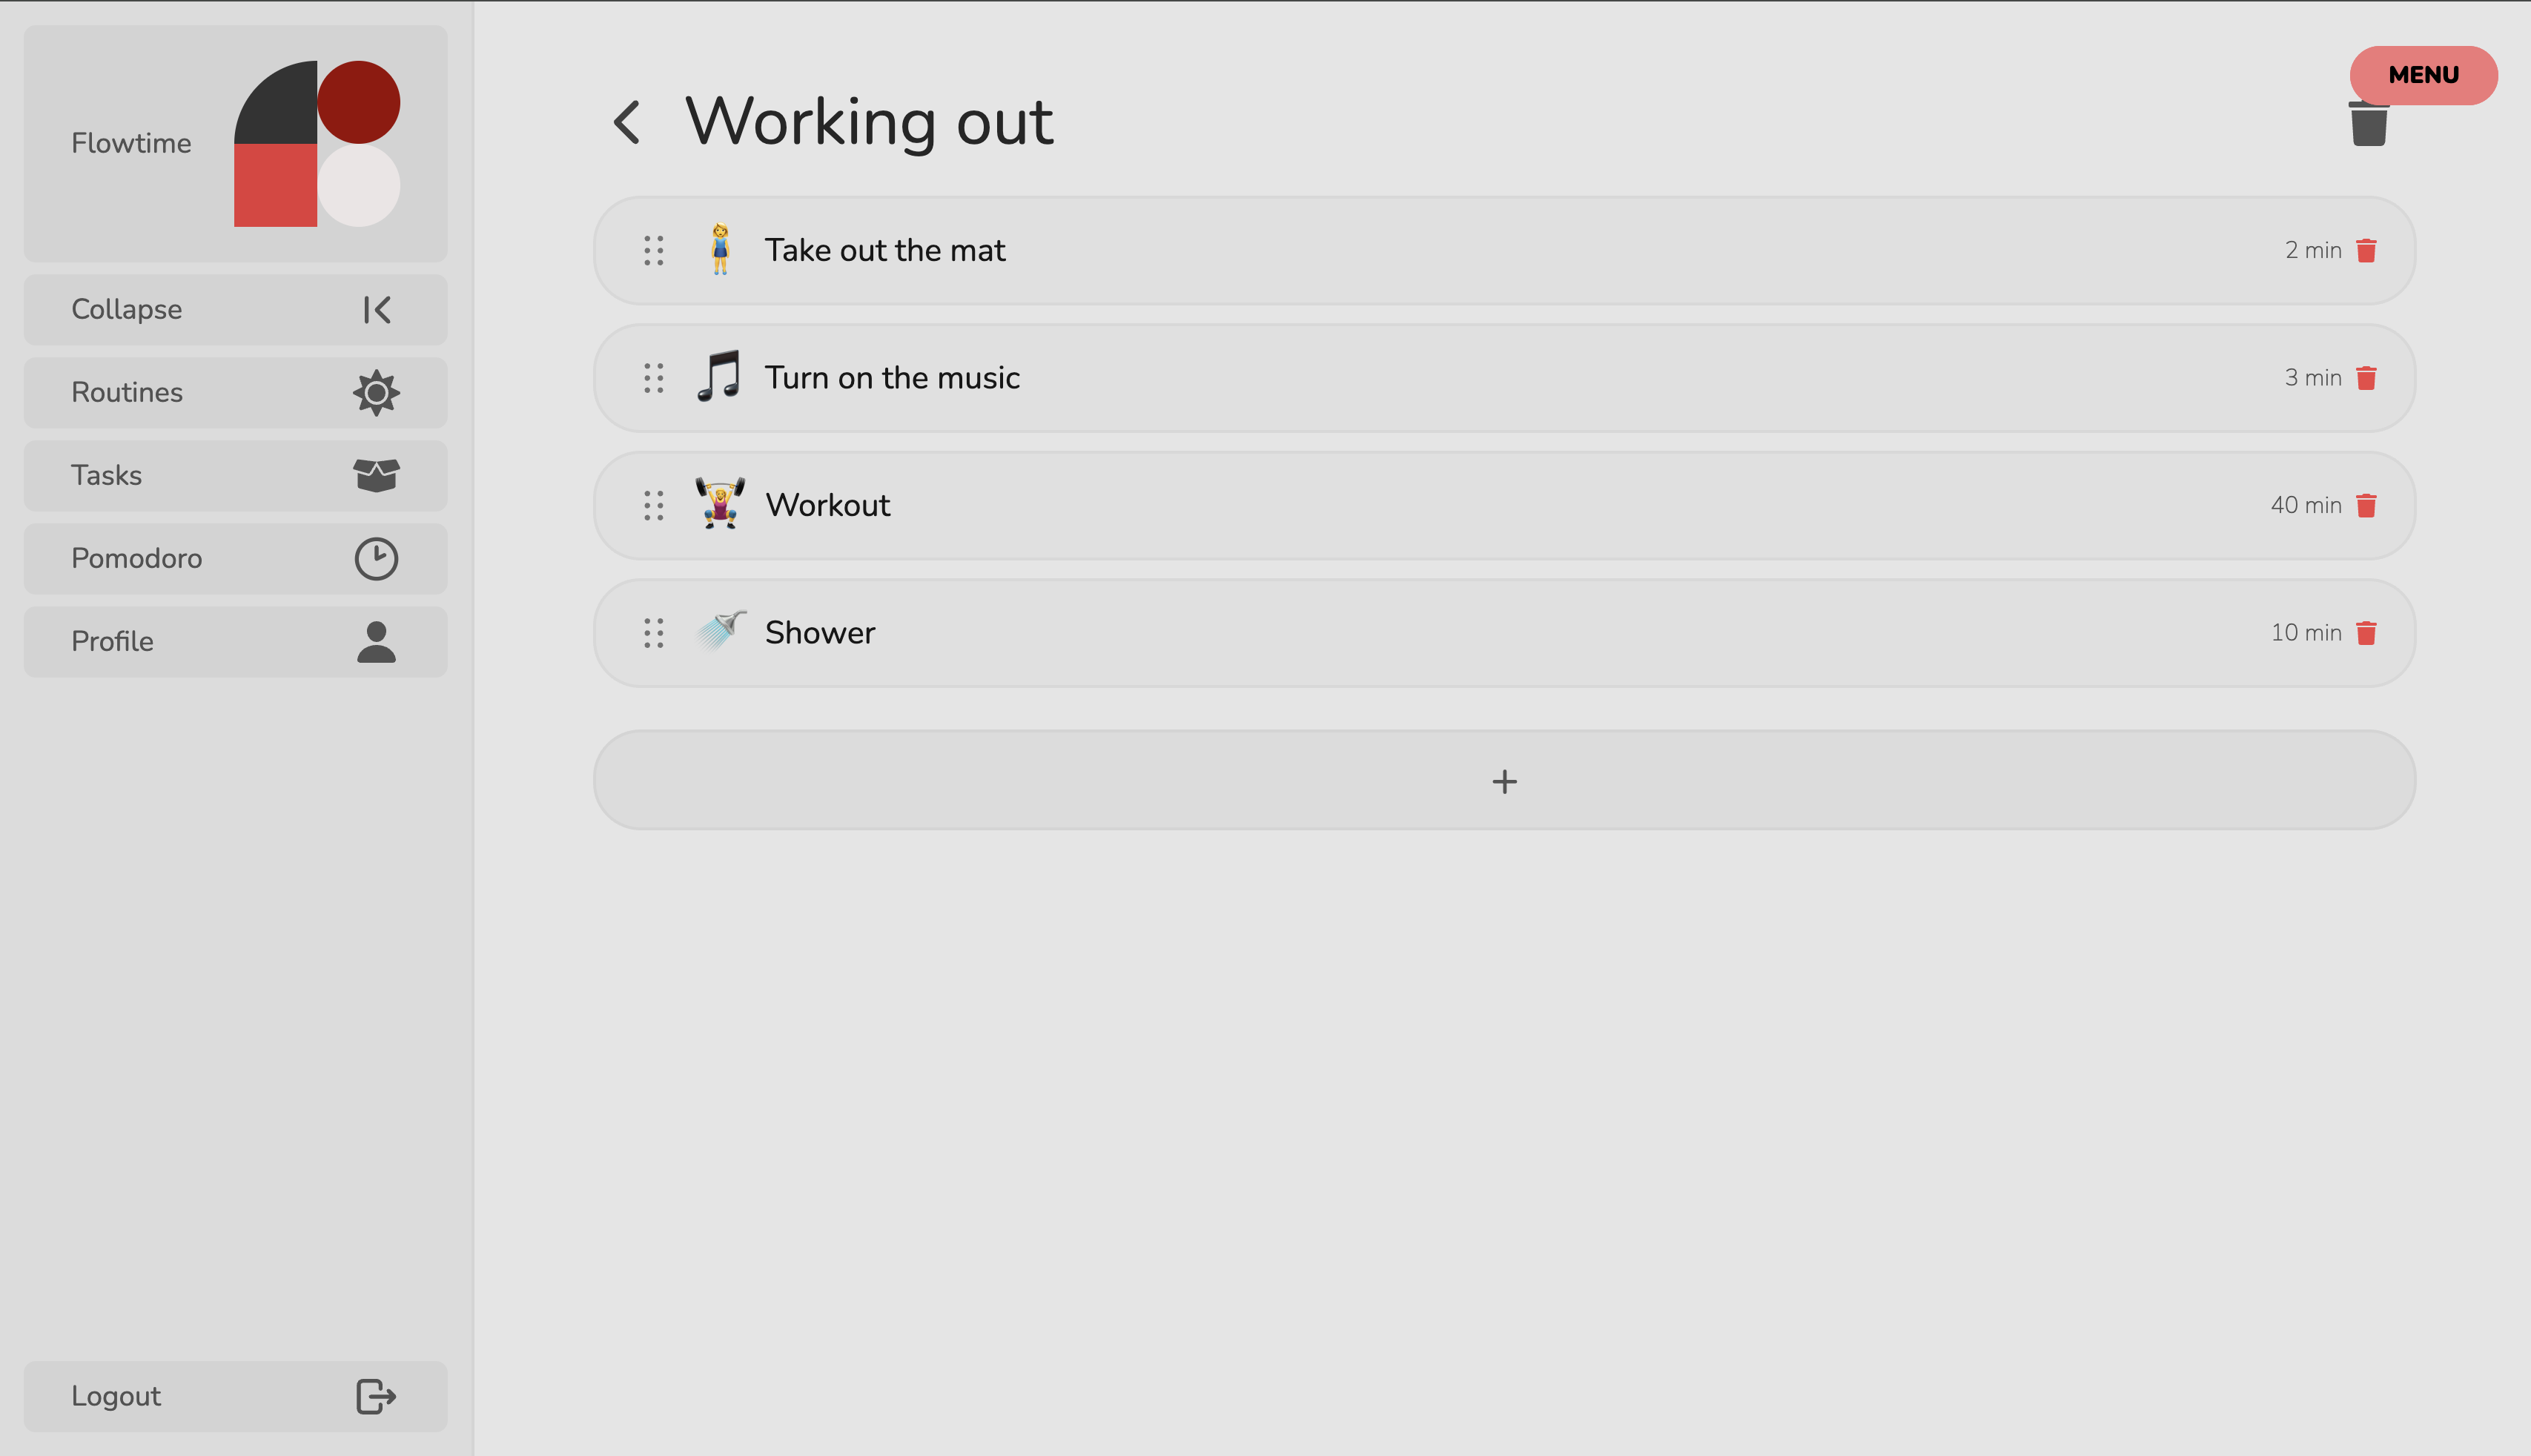 Flowtime
Collapse
Routines
Tasks
Pomodoro
Profile
Logout
MENU
Working out
Take out the mat
2 min
Turn on the music
3 min
Workout
40 min
Shower
10 min
+